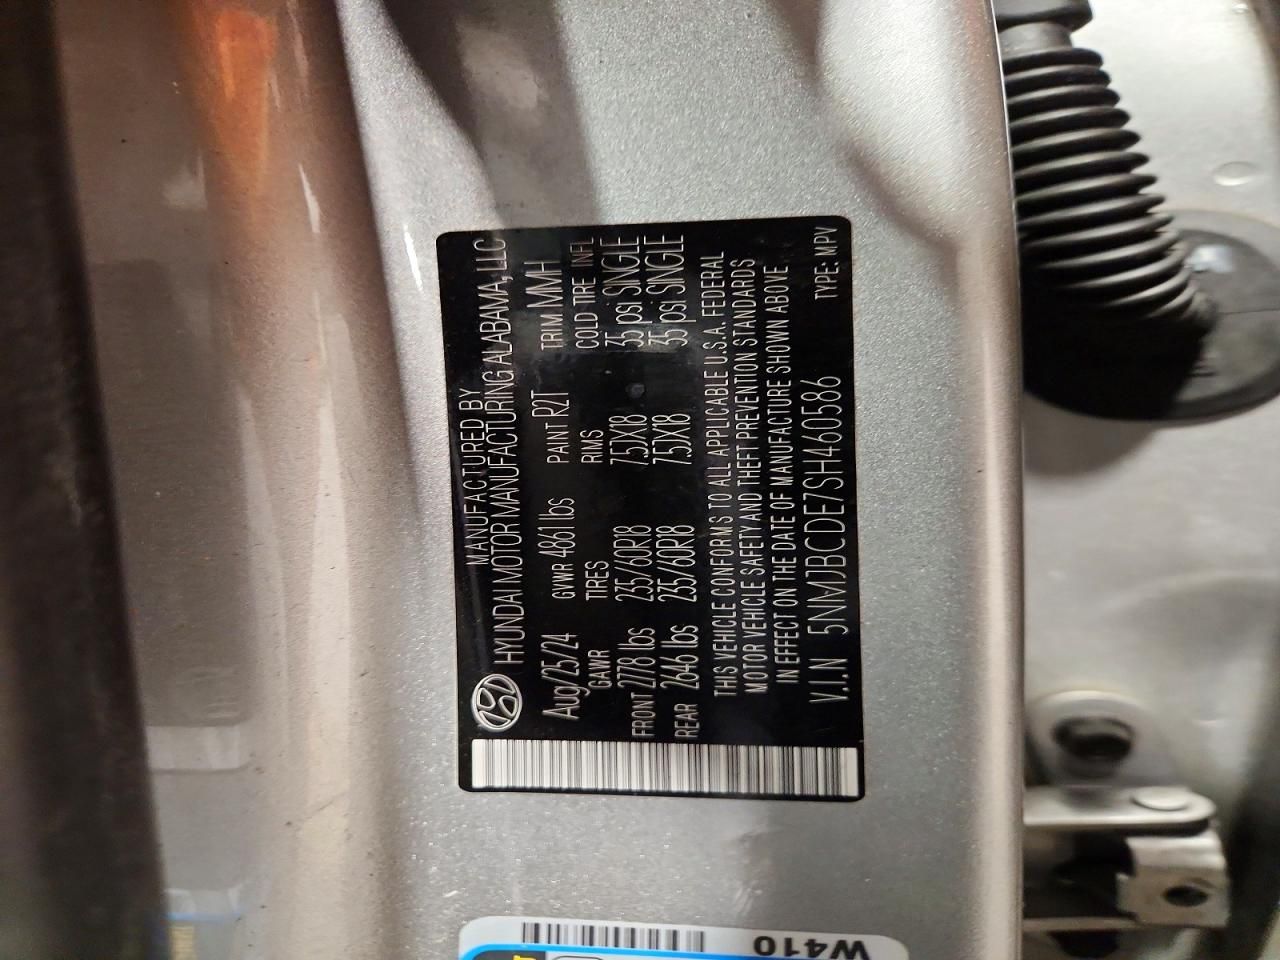 MANUFACTURED BY
HYUNDAI MOTOR MANUFACTURING ALABAMA, LLC
Aug/25/24 GVWR 4861 lbs PAINT R2T TRIM MMH
GAWR TIRES RIMS COLD TIRE INFL
FRONT 2778 lbs 235/60R18 7.5JX18 35 psi SINGLE
REAR 2646 lbs 235/60R18 7.5JX18 35 psi SINGLE
THIS VEHICLE CONFORMS TO ALL APPLICABLE U.S.A. FEDERAL
MOTOR VEHICLE SAFETY AND THEFT PREVENTION STANDARDS
IN EFFECT ON THE DATE OF MANUFACTURE SHOWN ABOVE
V.I.N 5NMJBCDE7SH460586 TYPE: MPV
W410